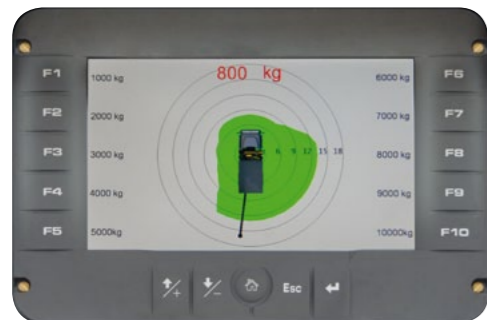 800 kg
F1 1000 kg 6000 kg F6
F2 2000 kg 7000 kg F7
F3 3000 kg 6 9 12 15 18 8000 kg F8
F4 4000 kg 9000 kg F9
F5 5000kg 10000kg F10
+ - Esc